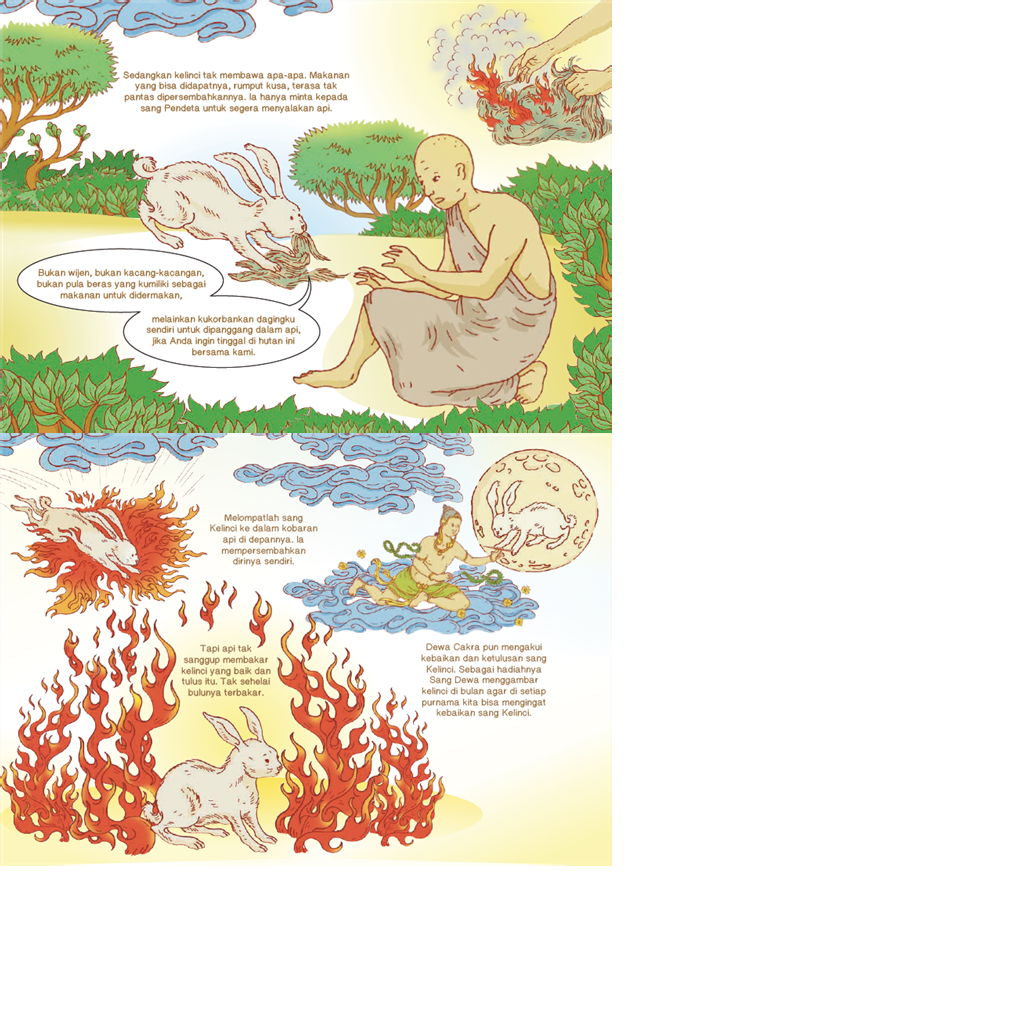 Sedangkan kelinci tak membawa apa-apa. Makanan
yang bisa didapatnya, rumput kusa, terasa tak
pantas dipersembahkannya. Ia hanya minta kepada
sang Pendeta untuk segera menyalakan api.
Bukan wijen, bukan kacang-kacangan,
bukan pula beras yang kumiliki sebagai
makanan untuk didermakan,
melainkan kukorbankan dagingku
sendiri untuk dipanggang dalam api,
jika Anda ingin tinggal di hutan ini
bersama kami.
Melompatlah sang
Kelinci ke dalam kobaran
api di depannya. Ia
mempersembahkan
dirinya sendiri.
Tapi api tak
sanggup membakar
kelinci yang baik dan
tulus itu. Tak sehelai
bulunya terbakar.
Dewa Cakra pun mengakui
kebaikan dan ketulusan sang
Kelinci. Sebagai hadiahnya
Sang Dewa menggambar
kelinci di bulan agar di setiap
purnama kita bisa mengingat
kebaikan sang Kelinci.